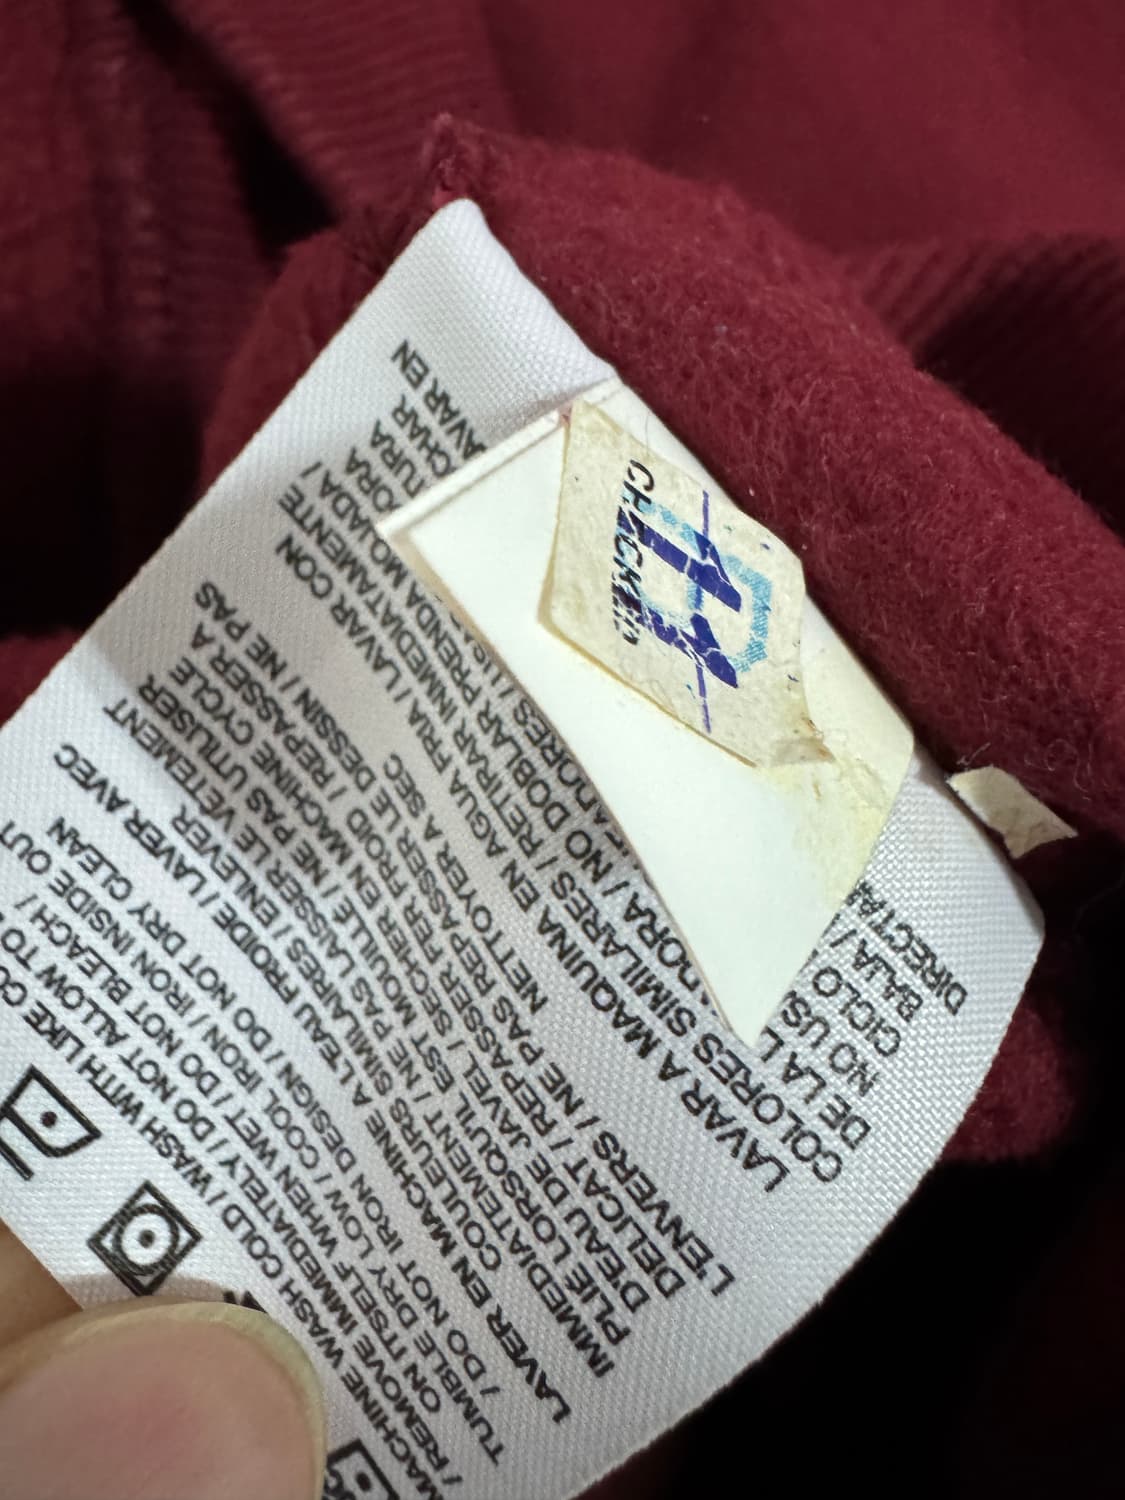 MACHINE WASH COLD / WASH WITH LIKE
/ REMOVE IMMEDIATELY / DO NOT ALLOW TO
ON ITSELF WHEN WET / DO NOT BLEACH /
TUMBLE DRY LOW / COOL IRON / IRON INSIDE OUT
/ DO NOT IRON DESIGN / DO NOT DRY CLEAN
LAVER EN MACHINE A L'EAU FROIDE / LAVER AVEC
COULEURS SIMILAIRES / ENLEVER LE VETEMENT
IMMEDIATEMENT / NE PAS LAISSER
PLIE LORSQU'IL EST MOUILLÉ / NE PAS UTILISER
D'EAU DE JAVEL / SECHER EN MACHINE CYCLE
DELICAT / REPASSER FROID / REPASSER A
L'ENVERS / NE PAS REPASSER LE DESSIN / NE PAS
NETTOYER A SEC
LAVAR A MAQUINA EN AGUA FRIA / LAVAR CON
COLORES SIMILARES / RETIRAR INMEDIATAMENTE /
DE LA / NO DOBLAR PRENDA MOJADA /
NO
CICLO /
BAJA /
DIRECTA
CHECKED
11